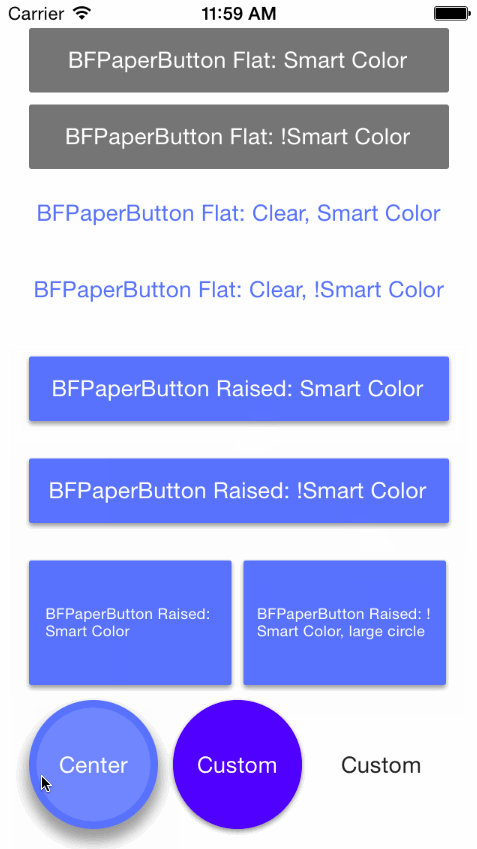 Carrier 11:59 AM
BFPaperButton Flat: Smart Color
BFPaperButton Flat: !Smart Color
BFPaperButton Flat: Clear, Smart Color
BFPaperButton Flat: Clear, !Smart Color
BFPaperButton Raised: Smart Color
BFPaperButton Raised: !Smart Color
BFPaperButton Raised:
Smart Color
BFPaperButton Raised: !
Smart Color, large circle
Center
Custom
Custom